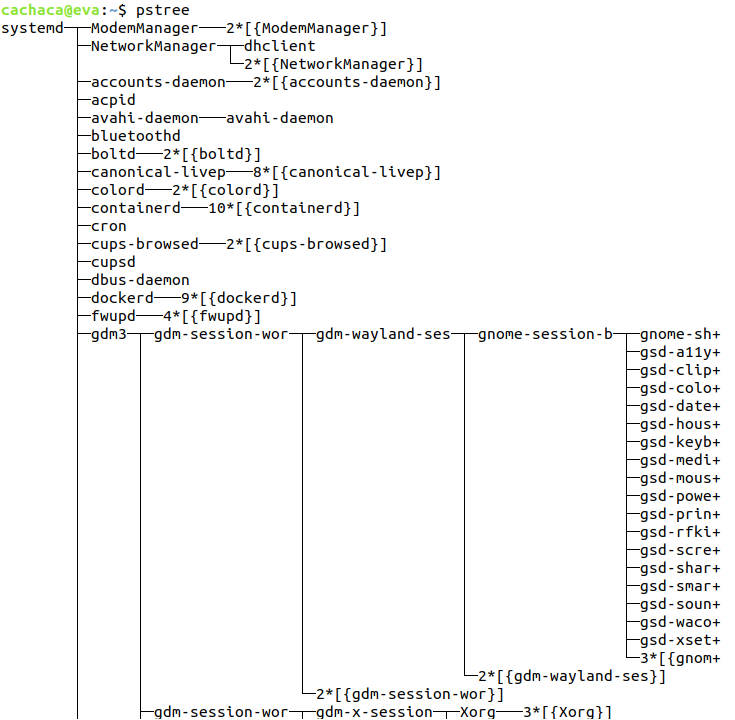 cachaca@eva:~$ pstree
systemd─┬─ModemManager───2*[{ModemManager}]
        ├─NetworkManager─┬─dhclient
        │                └─2*[{NetworkManager}]
        ├─accounts-daemon───2*[{accounts-daemon}]
        ├─acpid
        ├─avahi-daemon───avahi-daemon
        ├─bluetoothd
        ├─boltd───2*[{boltd}]
        ├─canonical-livep───8*[{canonical-livep}]
        ├─colord───2*[{colord}]
        ├─containerd───10*[{containerd}]
        ├─cron
        ├─cups-browsed───2*[{cups-browsed}]
        ├─cupsd
        ├─dbus-daemon
        ├─dockerd───9*[{dockerd}]
        ├─fwupd───4*[{fwupd}]
        ├─gdm3─┬─gdm-session-wor─┬─gdm-wayland-ses─┬─gnome-session-b─┬─gnome-sh+
        │      │                 │                 │                 ├─gsd-a11y+
        │      │                 │                 │                 ├─gsd-clip+
        │      │                 │                 │                 ├─gsd-colo+
        │      │                 │                 │                 ├─gsd-date+
        │      │                 │                 │                 ├─gsd-hous+
        │      │                 │                 │                 ├─gsd-keyb+
        │      │                 │                 │                 ├─gsd-medi+
        │      │                 │                 │                 ├─gsd-mous+
        │      │                 │                 │                 ├─gsd-powe+
        │      │                 │                 │                 ├─gsd-prin+
        │      │                 │                 │                 ├─gsd-rfki+
        │      │                 │                 │                 ├─gsd-scre+
        │      │                 │                 │                 ├─gsd-shar+
        │      │                 │                 │                 ├─gsd-smar+
        │      │                 │                 │                 ├─gsd-soun+
        │      │                 │                 │                 ├─gsd-waco+
        │      │                 │                 │                 ├─gsd-xset+
        │      │                 │                 │                 └─3*[{gnom+
        │      │                 │                 └─2*[{gdm-wayland-ses}]
        │      │                 └─2*[{gdm-session-wor}]
        │      ├─gdm-session-wor─┬─gdm-x-session─┬─Xorg───3*[{Xorg}]